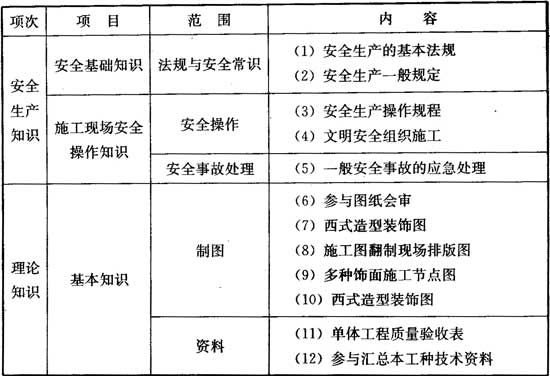 项次 项 目 范 围 内 容
安全生产知识
安全基础知识
法规与安全常识
（1）安全生产的基本法规
（2）安全生产一般规定
施工现场安全
操作知识
安全操作
（3）安全生产操作规程
（4）文明安全组织施工
安全事故处理
（5）一般安全事故的应急处理
理论
知识
基本知识
制图
（6）参与图纸会审
（7）西式造型装饰图
（8）施工图翻制现场排版图
（9）多种饰面施工节点图
（10）西式造型装饰图
资料
（11）单体工程质量验收表
（12）参与汇总本工种技术资料